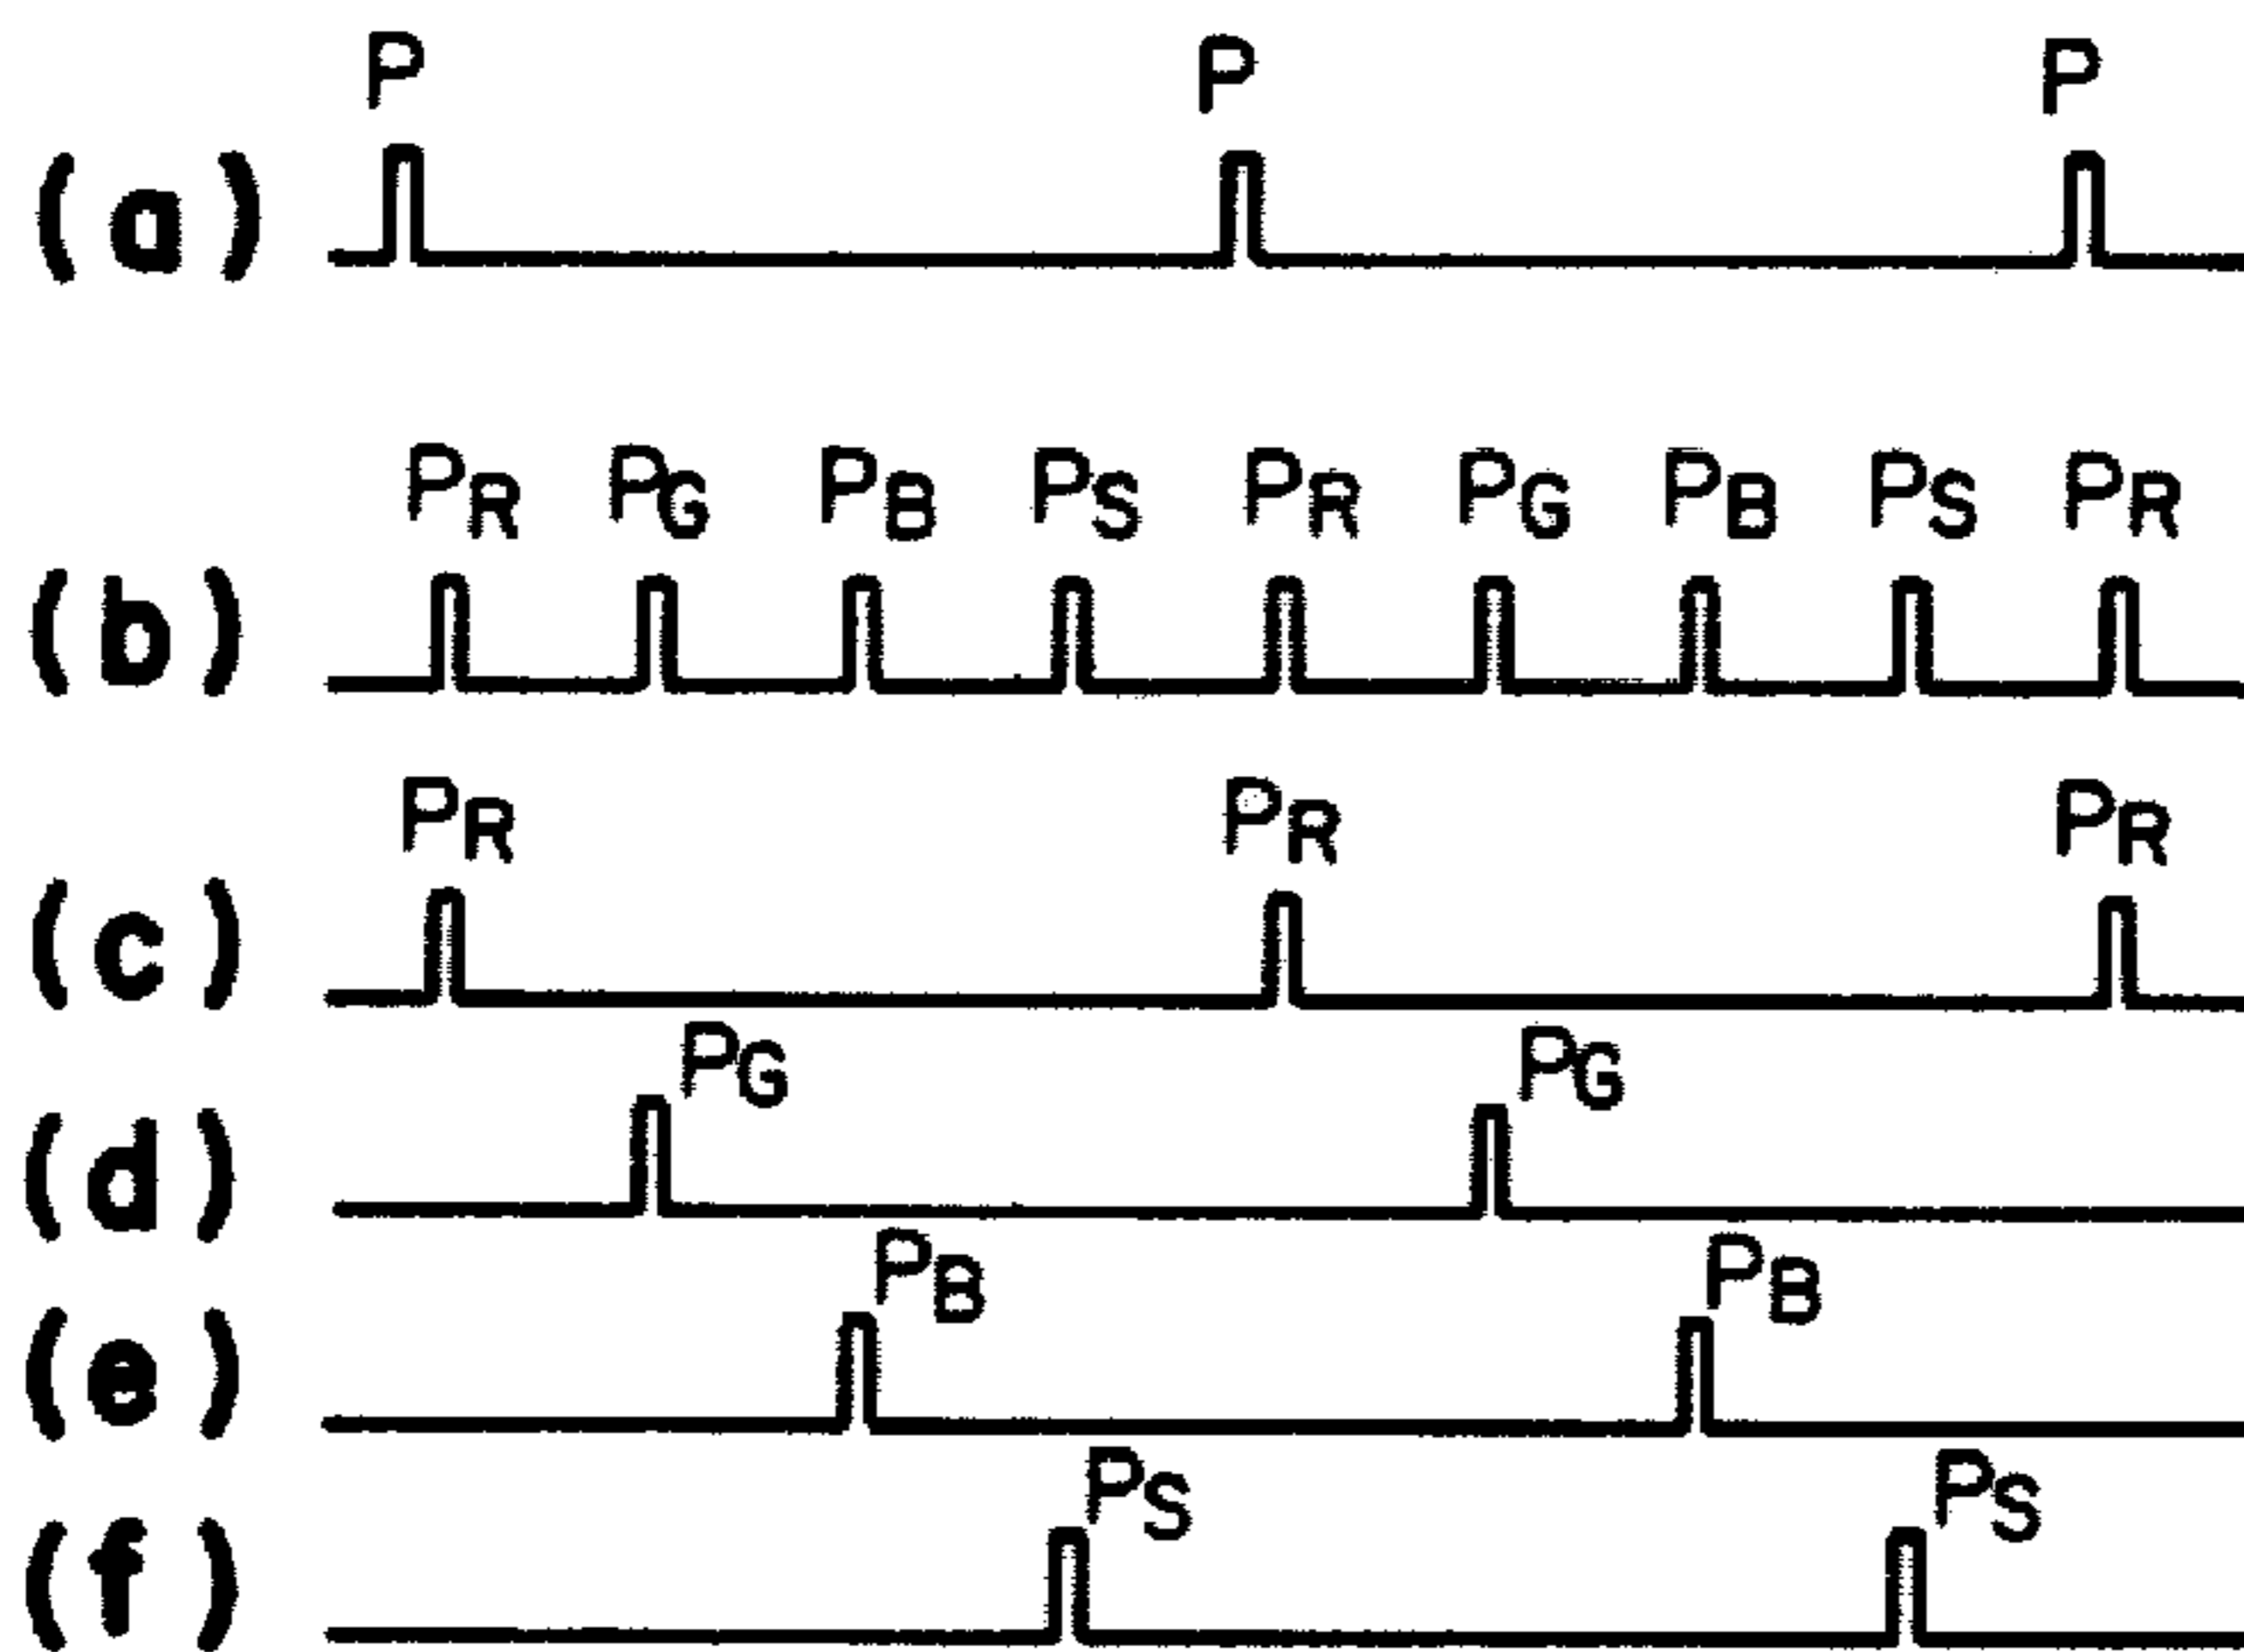 P P P
(a)
PR PG PB PS PR PG PB PS PR
(b)
PR PR PR
(c)
PG PG
(d)
PB PB
(e)
PS PS
(f)